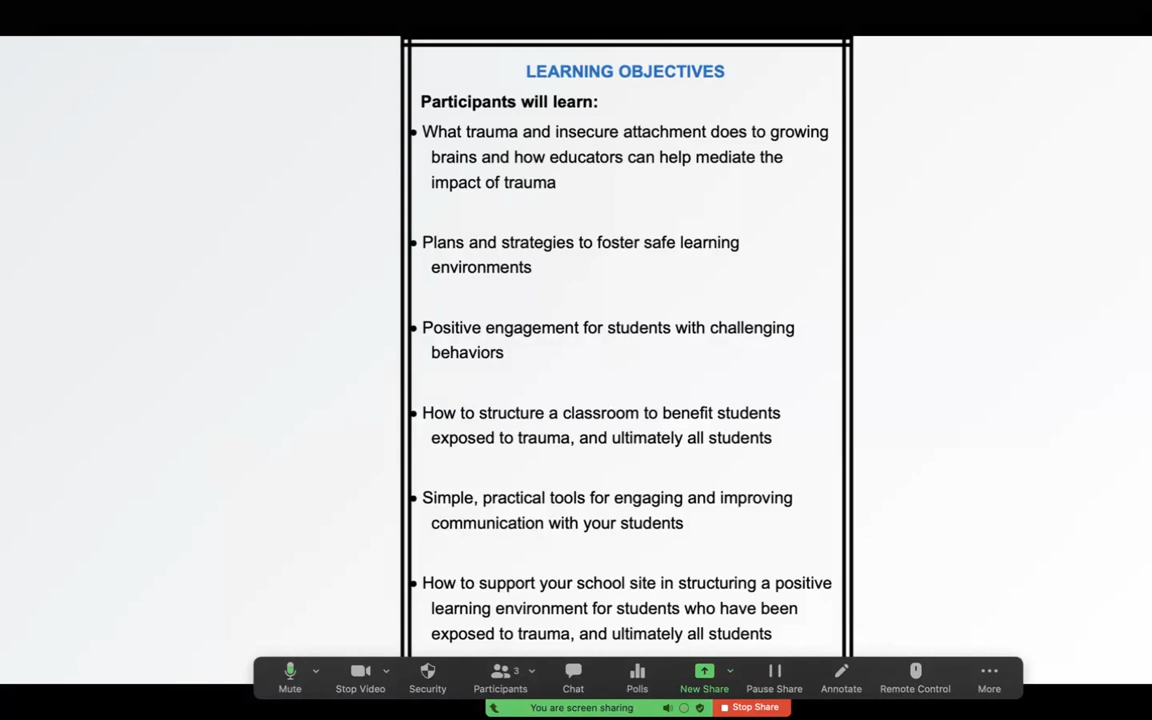 LEARNING OBJECTIVES
Participants will learn:
• What trauma and insecure attachment does to growing
brains and how educators can help mediate the
impact of trauma
• Plans and strategies to foster safe learning
environments
• Positive engagement for students with challenging
behaviors
• How to structure a classroom to benefit students
exposed to trauma, and ultimately all students
• Simple, practical tools for engaging and improving
communication with your students
• How to support your school site in structuring a positive
learning environment for students who have been
exposed to trauma, and ultimately all students
3
Mute Stop Video Security Participants Chat Polls New Share Pause Share Annotate Remote Control More
You are screen sharing Stop Share